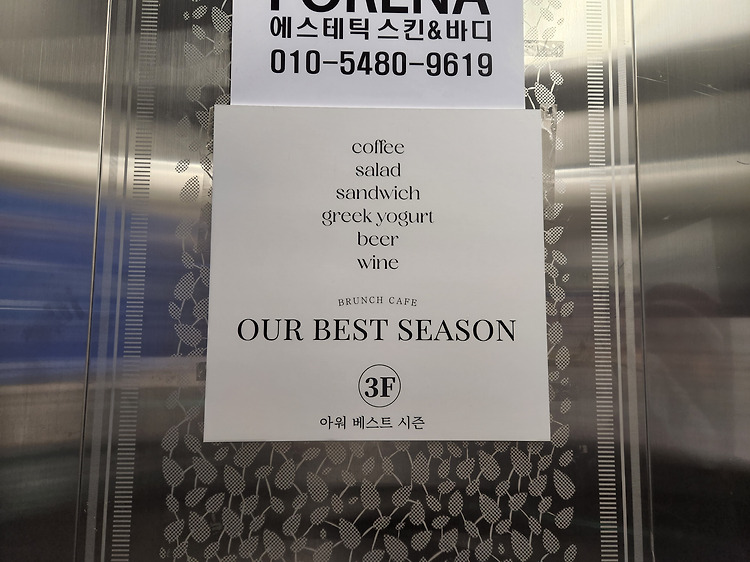 에스테틱 스킨&바디
010-5480-9619
coffee
salad
sandwich
greek yogurt
beer
wine
BRUNCH CAFE
OUR BEST SEASON
3F
아워 베스트 시즌